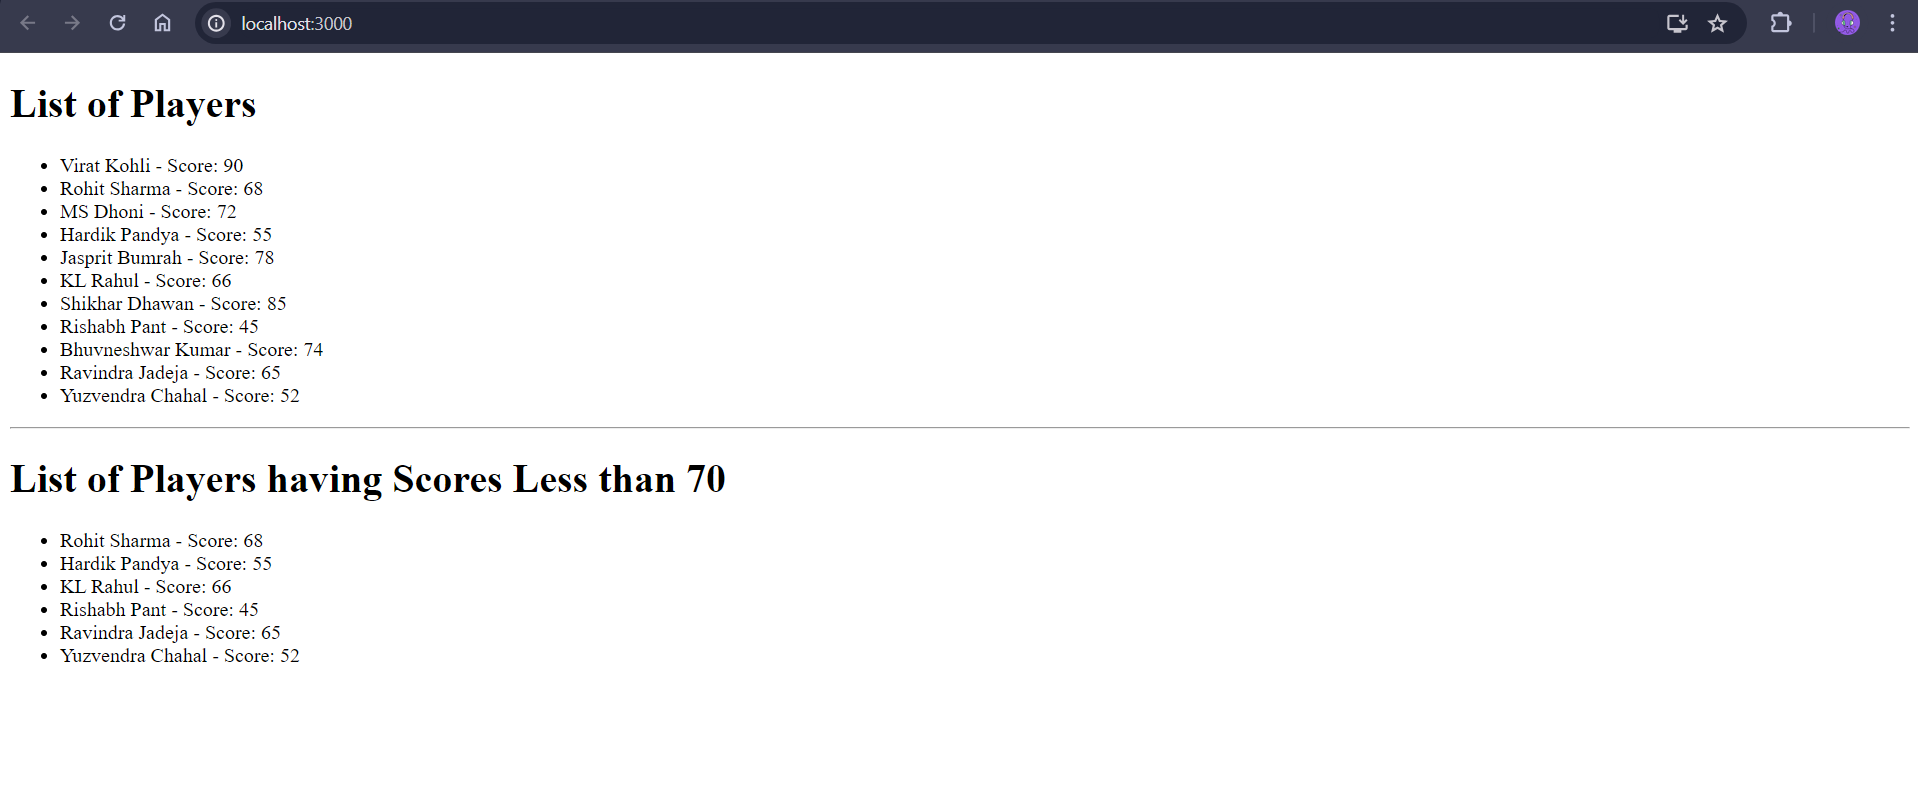 localhost:3000
List of Players
Virat Kohli - Score: 90
Rohit Sharma - Score: 68
MS Dhoni - Score: 72
Hardik Pandya - Score: 55
Jasprit Bumrah - Score: 78
KL Rahul - Score: 66
Shikhar Dhawan - Score: 85
Rishabh Pant - Score: 45
Bhuvneshwar Kumar - Score: 74
Ravindra Jadeja - Score: 65
Yuzvendra Chahal - Score: 52
List of Players having Scores Less than 70
Rohit Sharma - Score: 68
Hardik Pandya - Score: 55
KL Rahul - Score: 66
Rishabh Pant - Score: 45
Ravindra Jadeja - Score: 65
Yuzvendra Chahal - Score: 52